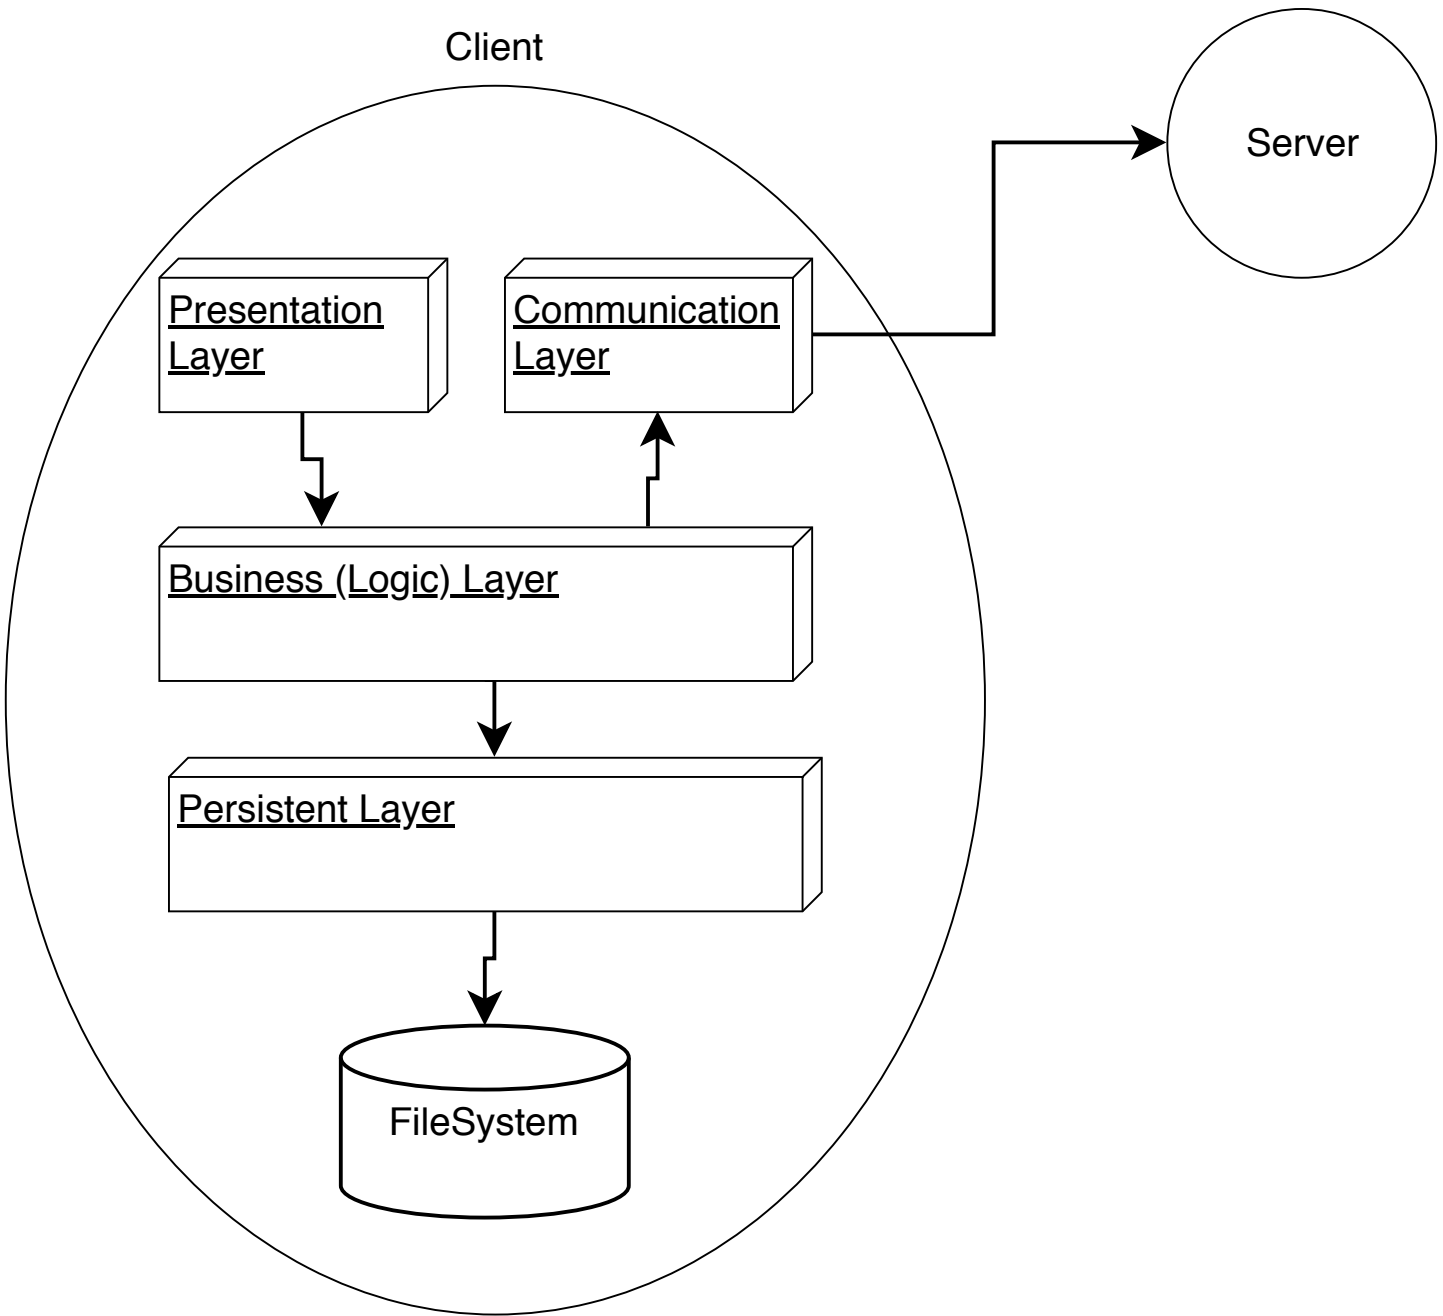 Client
Server
Presentation
Layer
Communication
Layer
Business (Logic) Layer
Persistent Layer
FileSystem